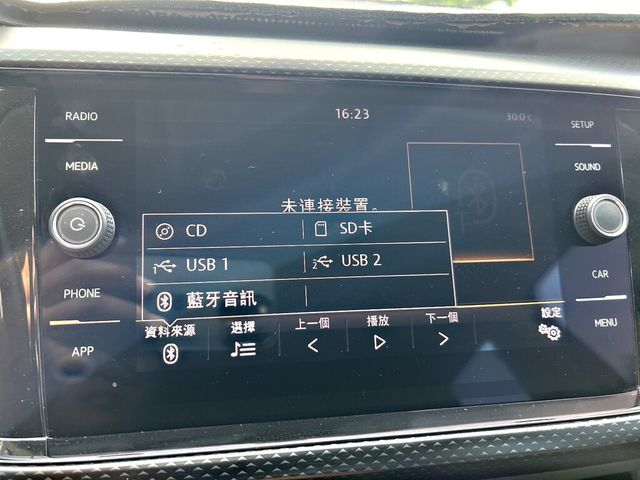 RADIO
MEDIA
PHONE
APP
16:23
30.0°C
未連接裝置。
CD
SD卡
1 USB 1
2 USB 2
藍牙音訊
資料來源
選擇
上一個
播放
下一個
設定
SETUP
SOUND
CAR
MENU